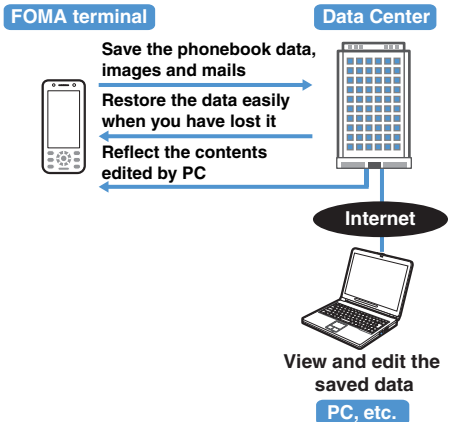 FOMA terminal
Data Center
Save the phonebook data,
images and mails
Restore the data easily
when you have lost it
Reflect the contents
edited by PC
Internet
View and edit the
saved data
PC, etc.